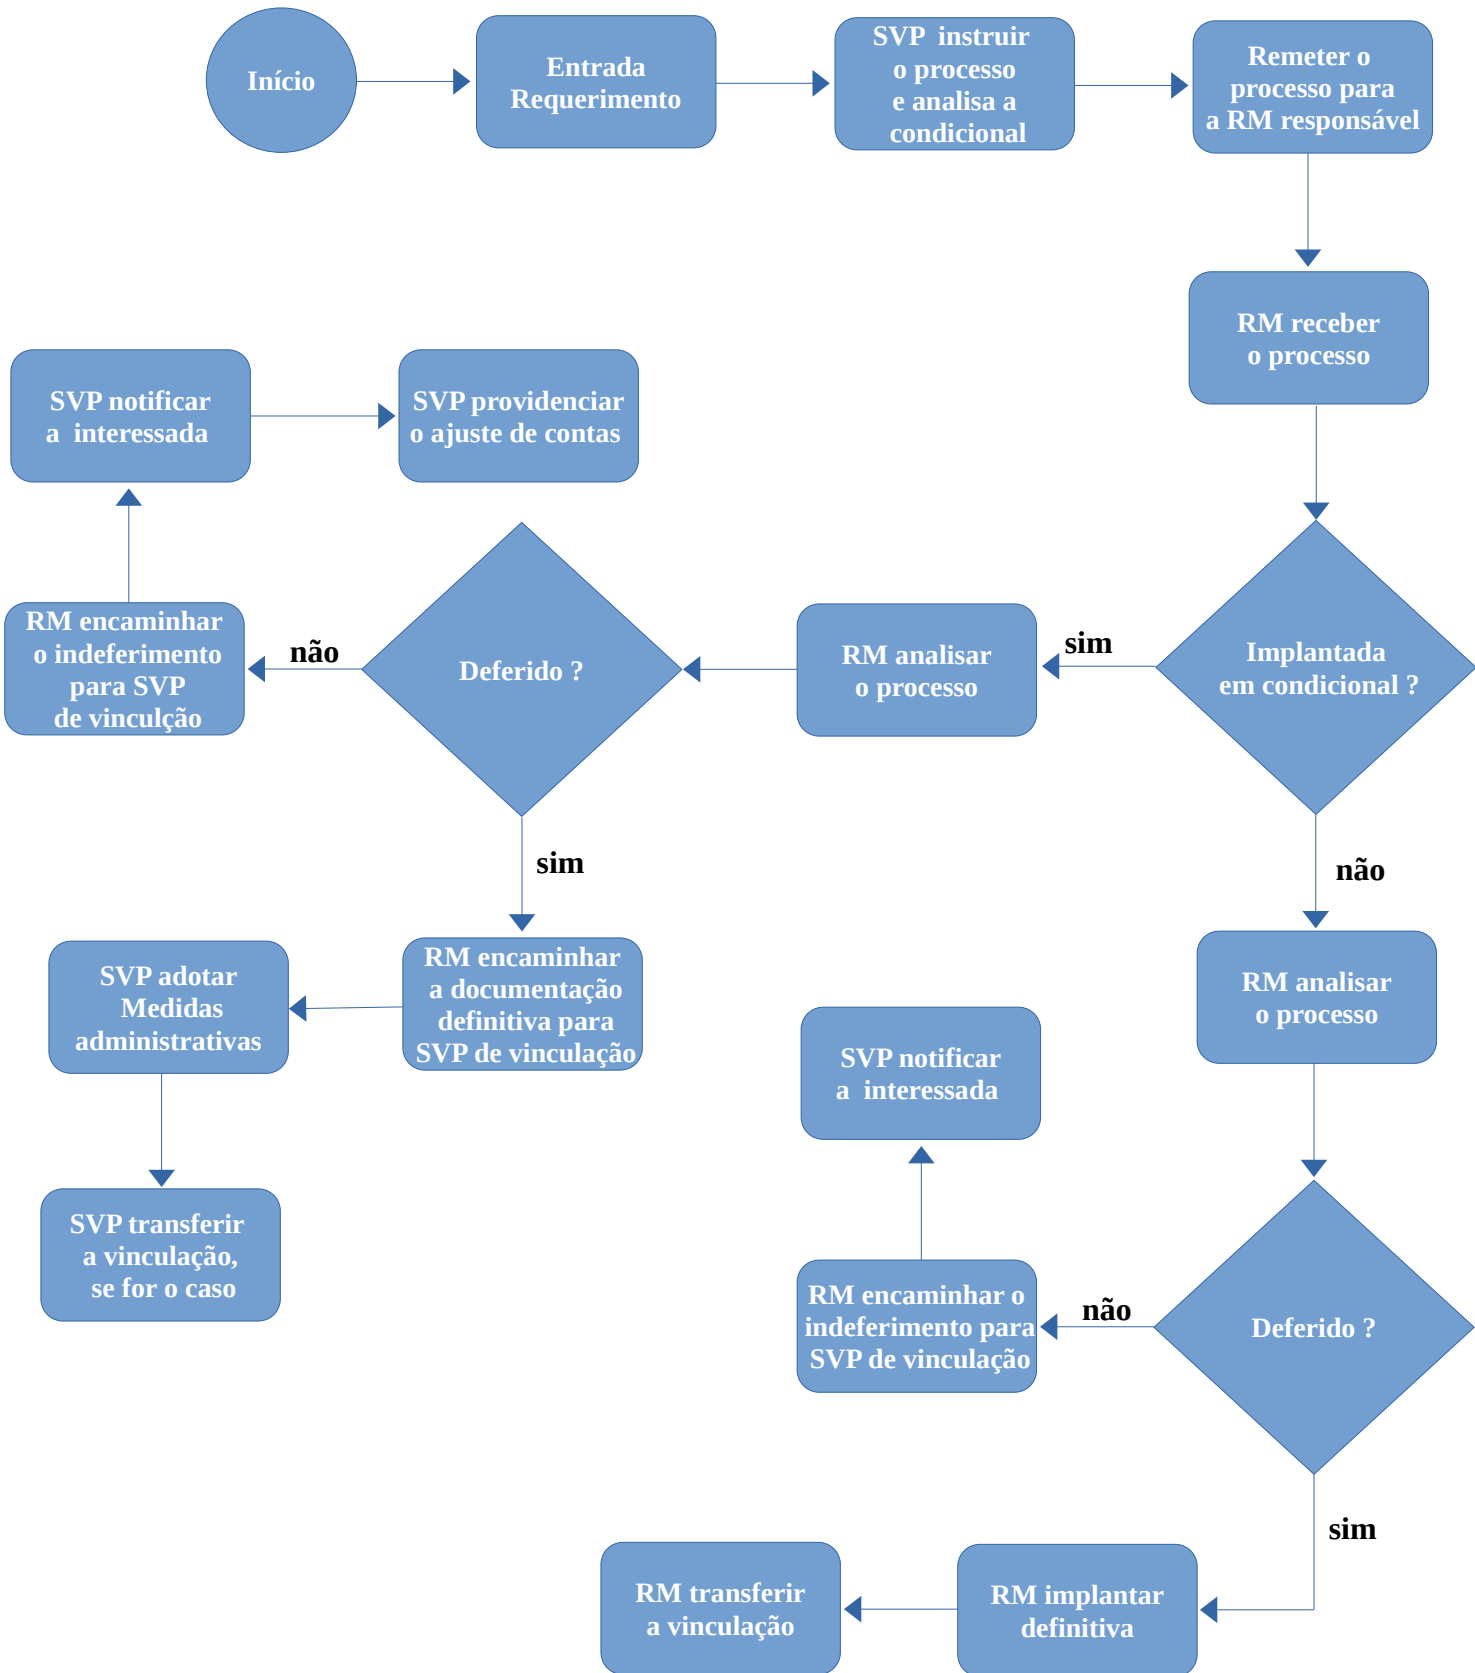 Início
Entrada
Requerimento
SVP instruir
o processo
e analisa a
condicional
Remeter o
processo para
a RM responsável
RM receber
o processo
SVP notificar
a interessada
SVP providenciar
o ajuste de contas
RM encaminhar
o indeferimento
para SVP
de vinculção
não
Deferido ?
RM analisar
o processo
sim
Implantada
em condicional ?
sim
não
SVP adotar
Medidas
administrativas
RM encaminhar
a documentação
definitiva para
SVP de vinculação
RM analisar
o processo
SVP notificar
a interessada
SVP transferir
a vinculação,
se for o caso
RM encaminhar o
indeferimento para
SVP de vinculação
não
Deferido ?
sim
RM transferir
a vinculação
RM implantar
definitiva